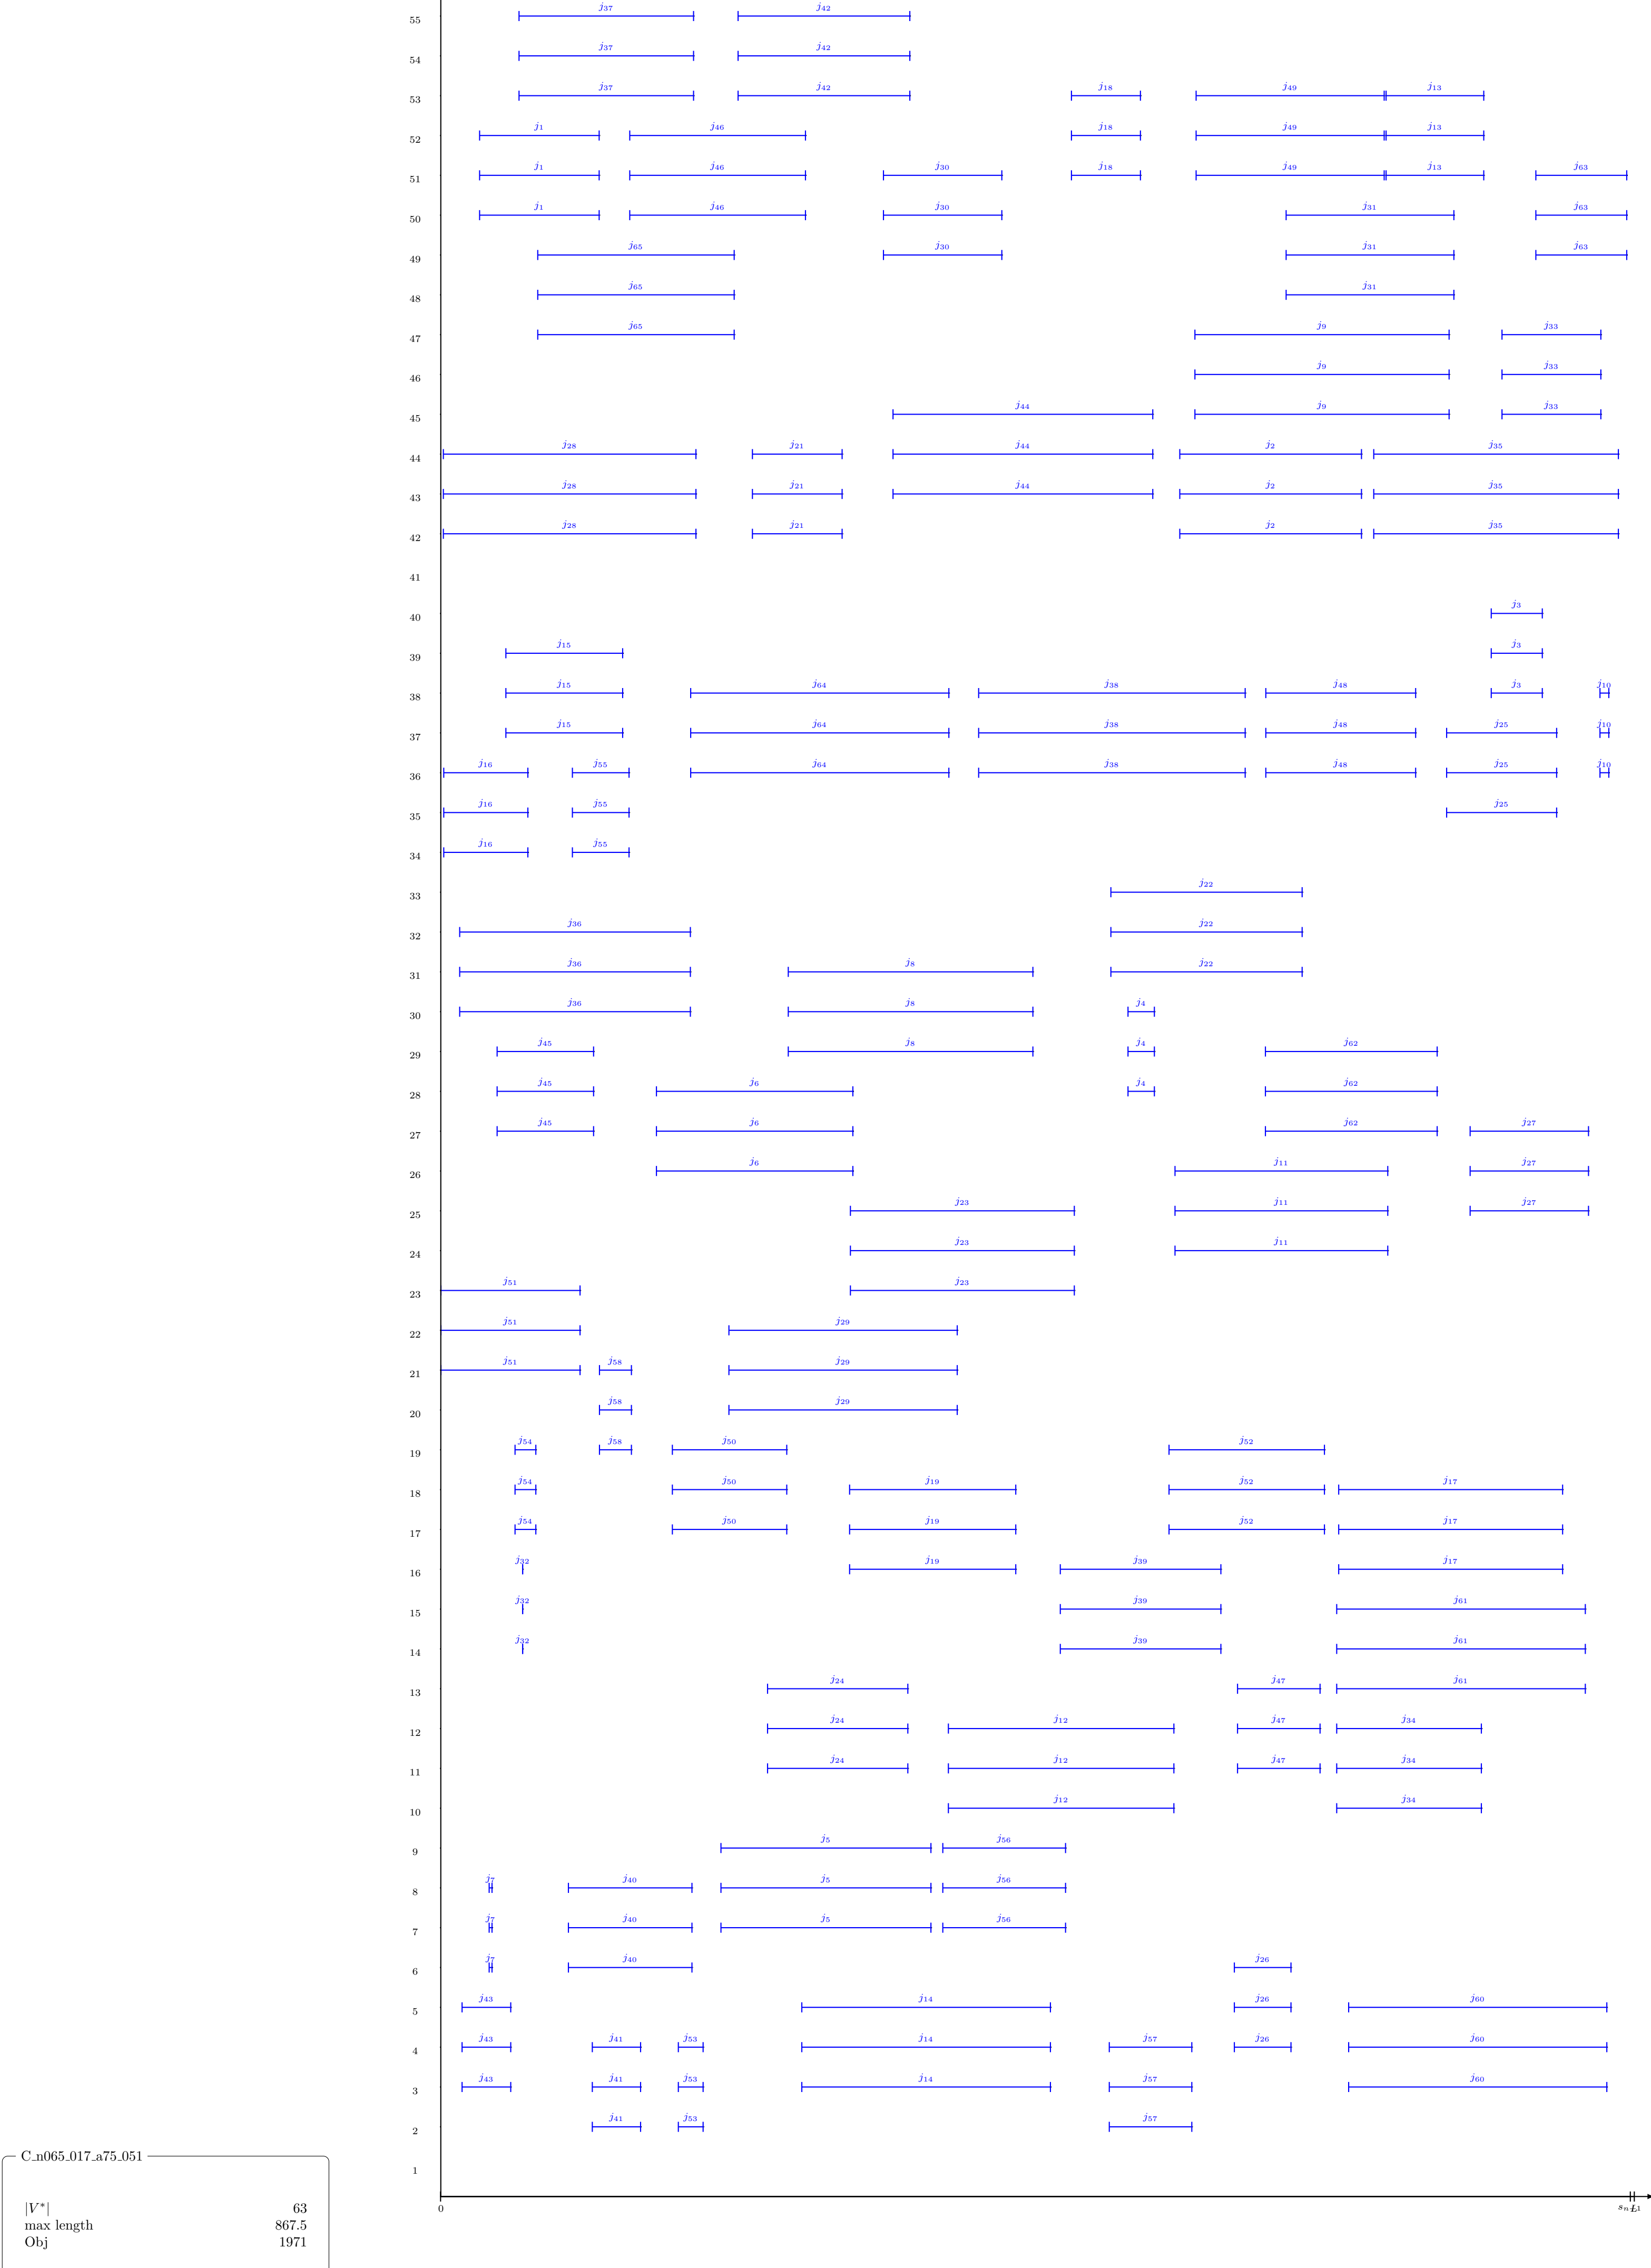 55 j37 j42
54 j37 j42
53 j37 j42 j18 j49 j13
52 j1 j46 j18 j49 j13
51 j1 j46 j30 j18 j49 j13 j63
50 j1 j46 j30 j31 j63
49 j65 j30 j31 j63
48 j65 j31
47 j65 j9 j33
46 j9 j33
45 j44 j9 j33
44 j28 j21 j44 j2 j35
43 j28 j21 j44 j2 j35
42 j28 j21 j2 j35
41
40 j3
39 j15 j3
38 j15 j64 j38 j48 j3 j10
37 j15 j64 j38 j48 j25 j10
36 j16 j55 j64 j38 j48 j25 j10
35 j16 j55 j25
34 j16 j55
33 j22
32 j36 j22
31 j36 j8 j22
30 j36 j8 j4
29 j45 j8 j4 j62
28 j45 j6 j4 j62
27 j45 j6 j62 j27
26 j6 j11 j27
25 j23 j11 j27
24 j23 j11
23 j51 j23
22 j51 j29
21 j51 j58 j29
20 j58 j29
19 j54 j58 j50 j52
18 j54 j50 j19 j52 j17
17 j54 j50 j19 j52 j17
16 j32 j19 j39 j17
15 j32 j39 j61
14 j32 j39 j61
13 j24 j47 j61
12 j24 j12 j47 j34
11 j24 j12 j47 j34
10 j12 j34
9 j5 j56
8 j7 j40 j5 j56
7 j7 j40 j5 j56
6 j7 j40 j26
5 j43 j14 j26 j60
4 j43 j41 j53 j14 j57 j26 j60
3 j43 j41 j53 j14 j57 j60
2 j41 j53 j57
1
0
C_n065_017_a75_051
|V*| 63
max length 867.5
Obj 1971